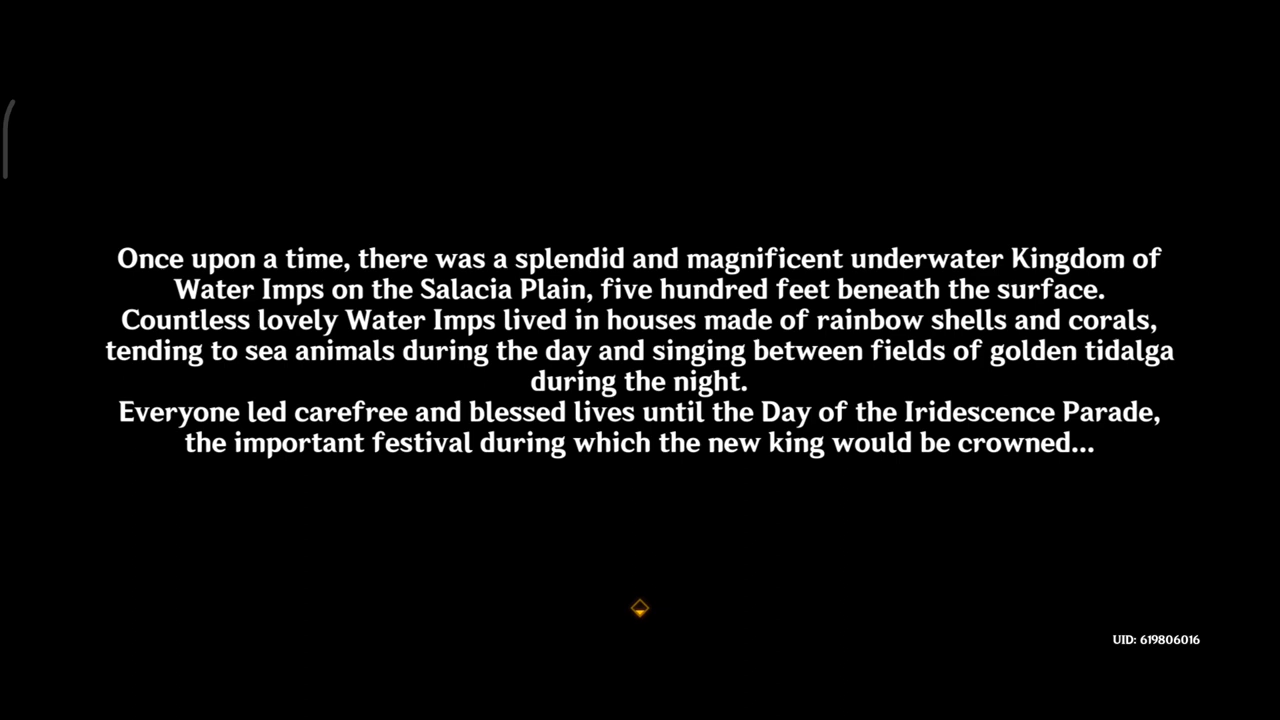 Once upon a time, there was a splendid and magnificent underwater Kingdom of
Water Imps on the Salacia Plain, five hundred feet beneath the surface.
Countless lovely Water Imps lived in houses made of rainbow shells and corals,
tending to sea animals during the day and singing between fields of golden tidalga
during the night.
Everyone led carefree and blessed lives until the Day of the Iridescence Parade,
the important festival during which the new king would be crowned...
UID: 619806016